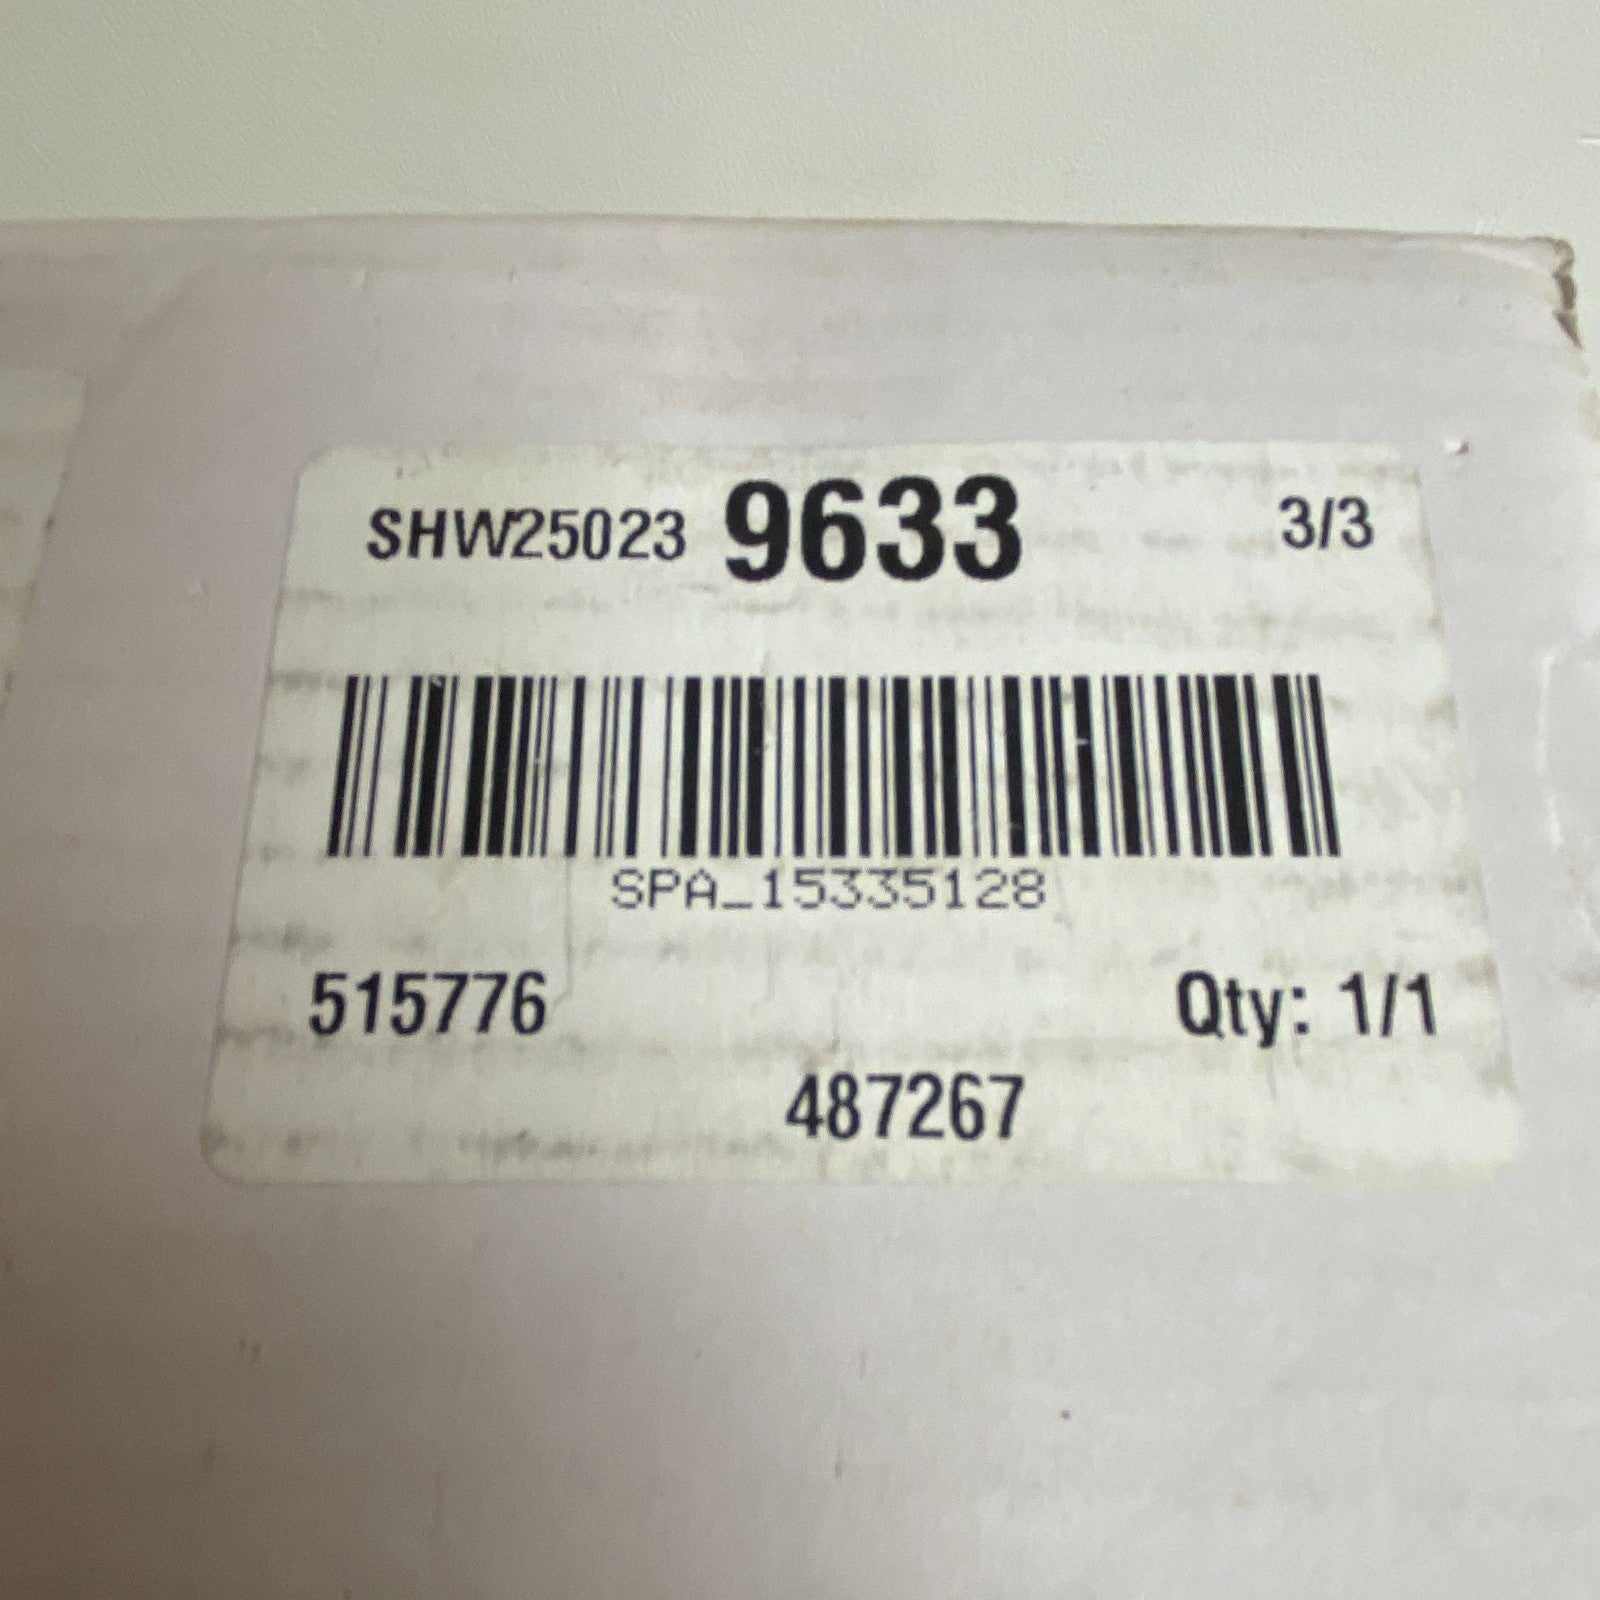 SHW25023 9633 3/3
SPA_15335128
515776 Qty: 1/1
487267